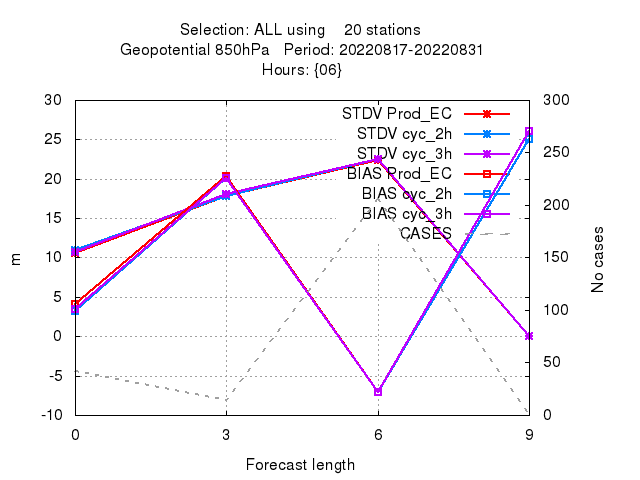 Selection: ALL using 20 stations
Geopotential 850hPa Period: 20220817-20220831
Hours: {06}
30 300
STDV Prod_EC
25
STDV cyc_2h
STDV cyc_3h 250
20
BIAS Prod_EC
BIAS cyc_2h
200
15
BIAS cyc_3h
CASES
10 150
m
No cases
5
100
0
50
-5
-10 0
0 3 6 9
Forecast length